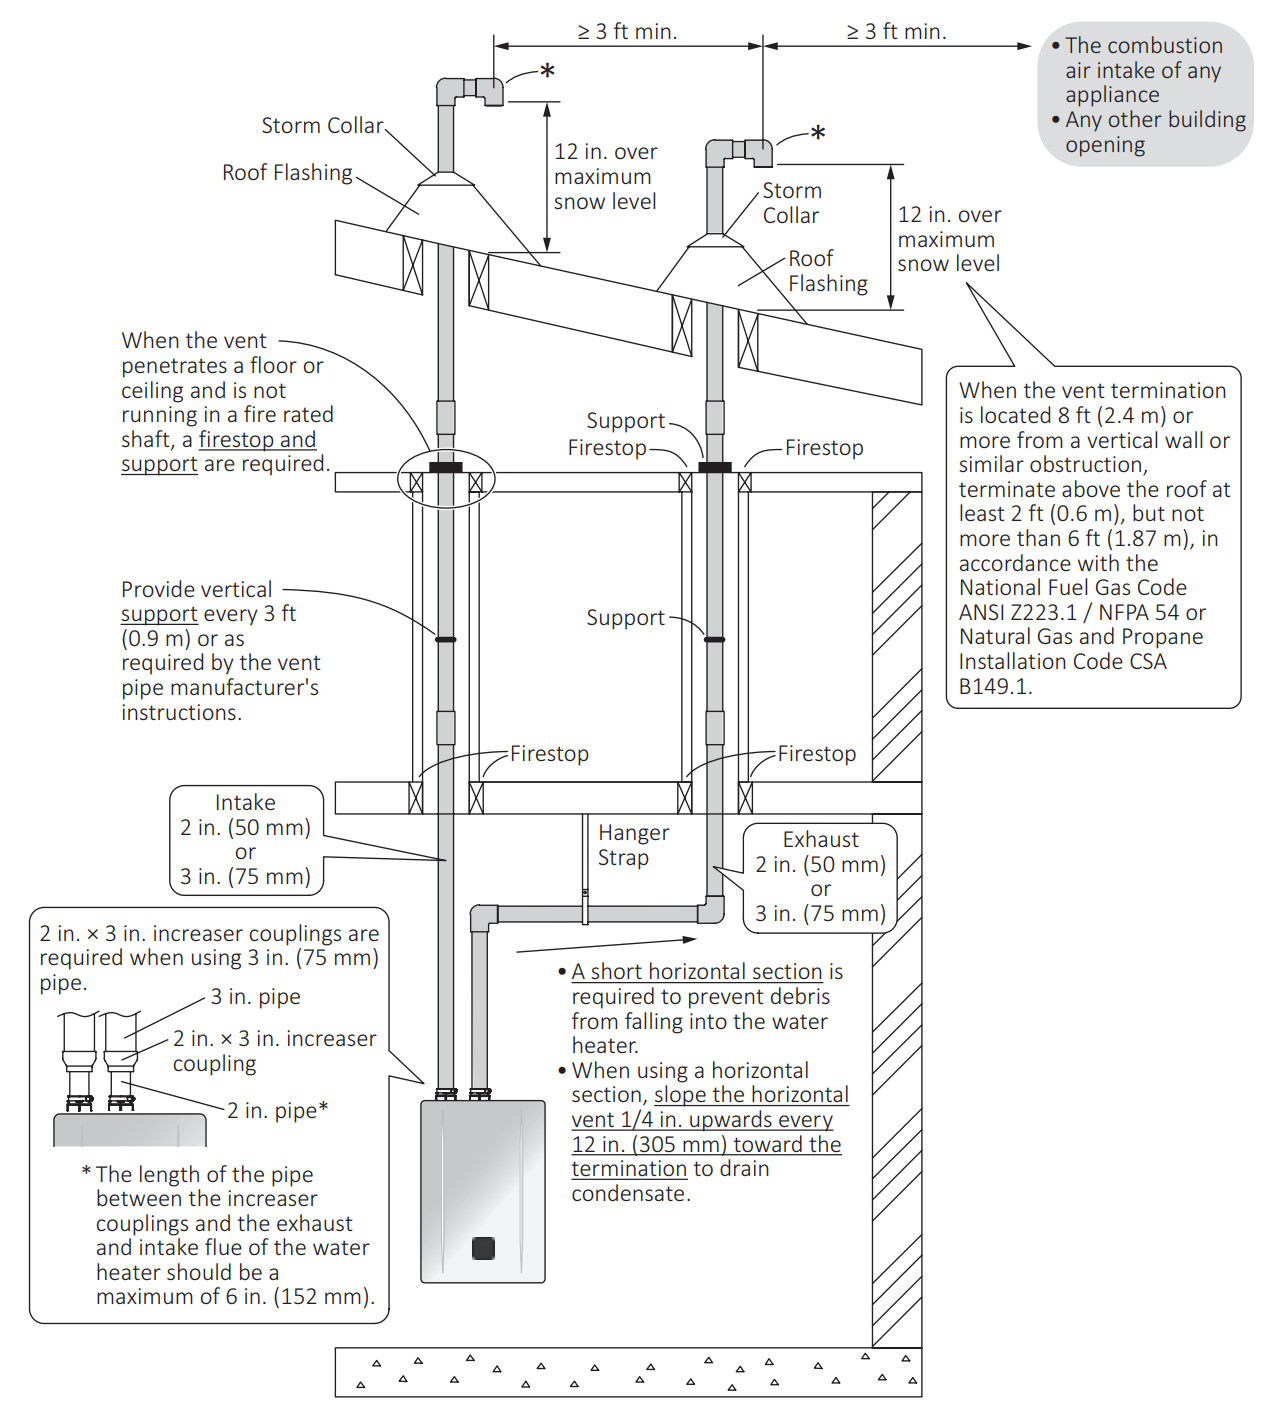 ≥ 3 ft min.
≥ 3 ft min.
• The combustion
air intake of any
appliance
• Any other building
opening
*
*
Storm Collar
Roof Flashing
12 in. over
maximum
snow level
Storm
Collar
Roof
Flashing
12 in. over
maximum
snow level
When the vent
penetrates a floor or
ceiling and is not
running in a fire rated
shaft, a firestop and
support are required.
Support
Firestop
Firestop
When the vent termination
is located 8 ft (2.4 m) or
more from a vertical wall or
similar obstruction,
terminate above the roof at
least 2 ft (0.6 m), but not
more than 6 ft (1.87 m), in
accordance with the
National Fuel Gas Code
ANSI Z223.1 / NFPA 54 or
Natural Gas and Propane
Installation Code CSA
B149.1.
Provide vertical
support every 3 ft
(0.9 m) or as
required by the vent
pipe manufacturer's
instructions.
Support
Firestop
Firestop
Intake
2 in. (50 mm)
or
3 in. (75 mm)
Hanger
Strap
Exhaust
2 in. (50 mm)
or
3 in. (75 mm)
2 in. × 3 in. increaser couplings are
required when using 3 in. (75 mm)
pipe.
3 in. pipe
2 in. × 3 in. increaser
coupling
2 in. pipe*
* The length of the pipe
between the increaser
couplings and the exhaust
and intake flue of the water
heater should be a
maximum of 6 in. (152 mm).
• A short horizontal section is
required to prevent debris
from falling into the water
heater.
• When using a horizontal
section, slope the horizontal
vent 1/4 in. upwards every
12 in. (305 mm) toward the
termination to drain
condensate.